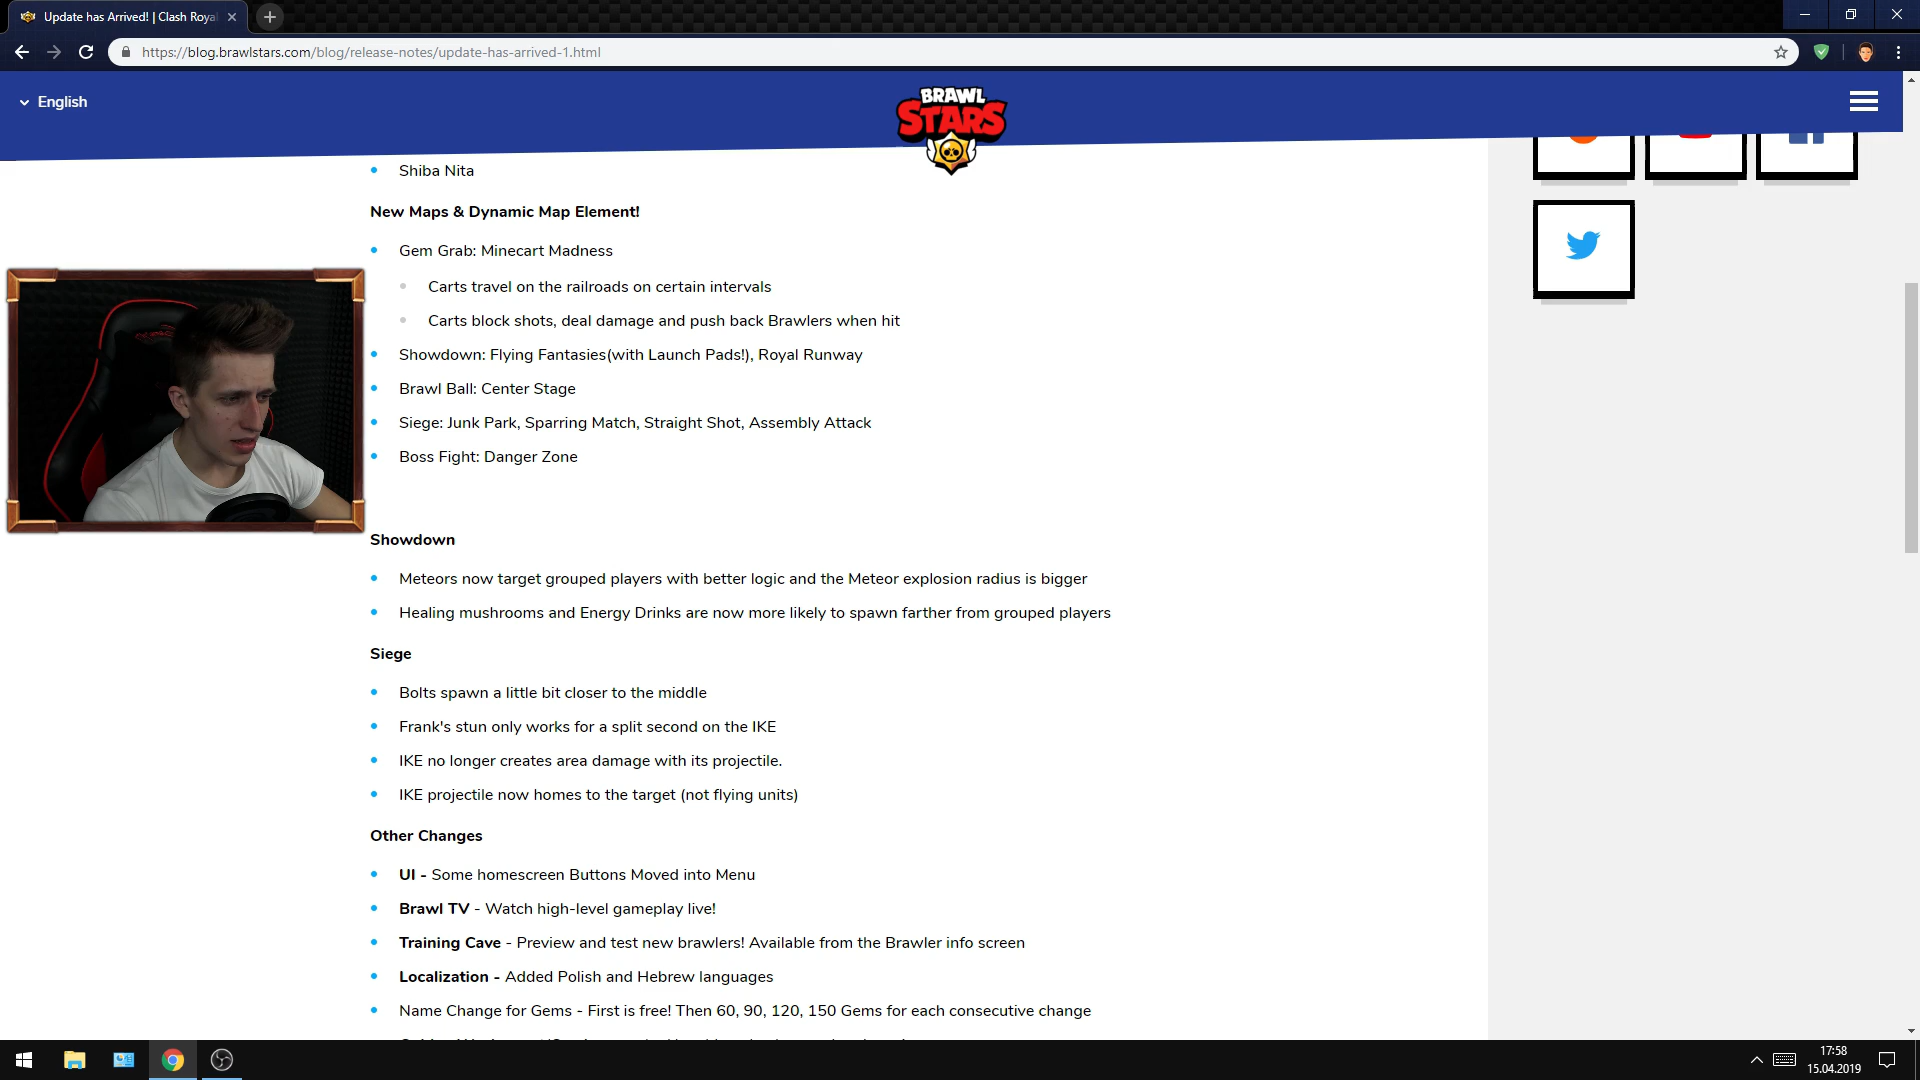 Update has Arrived! | Clash Roya
https://blog.brawlstars.com/blog/release-notes/update-has-arrived-1.html
English
BRAWL
STARS
Shiba Nita
New Maps & Dynamic Map Element!
Gem Grab: Minecart Madness
Carts travel on the railroads on certain intervals
Carts block shots, deal damage and push back Brawlers when hit
Showdown: Flying Fantasies(with Launch Pads!), Royal Runway
Brawl Ball: Center Stage
Siege: Junk Park, Sparring Match, Straight Shot, Assembly Attack
Boss Fight: Danger Zone
Showdown
Meteors now target grouped players with better logic and the Meteor explosion radius is bigger
Healing mushrooms and Energy Drinks are now more likely to spawn farther from grouped players
Siege
Bolts spawn a little bit closer to the middle
Frank's stun only works for a split second on the IKE
IKE no longer creates area damage with its projectile.
IKE projectile now homes to the target (not flying units)
Other Changes
UI - Some homescreen Buttons Moved into Menu
Brawl TV - Watch high-level gameplay live!
Training Cave - Preview and test new brawlers! Available from the Brawler info screen
Localization - Added Polish and Hebrew languages
Name Change for Gems - First is free! Then 60, 90, 120, 150 Gems for each consecutive change
17:58
15.04.2019